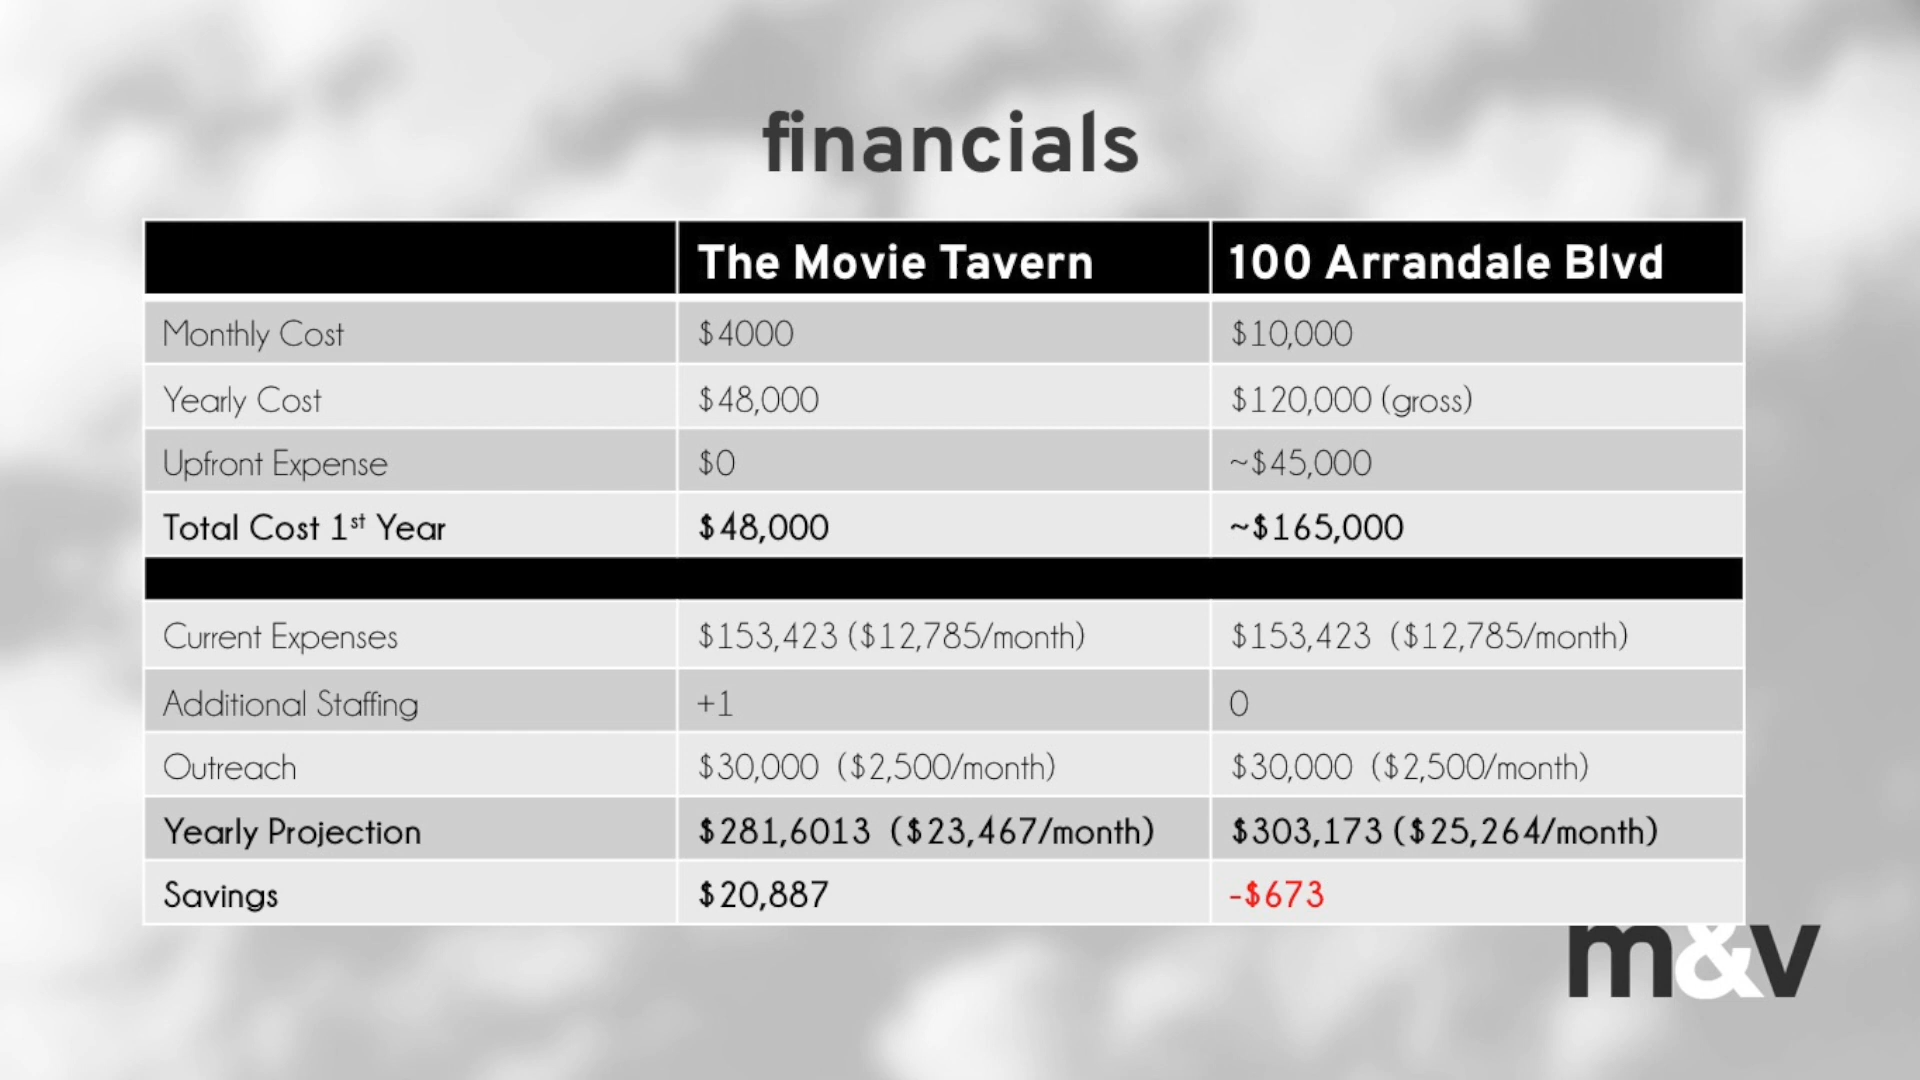 financials
The Movie Tavern 100 Arrandale Blvd
Monthly Cost $4000 $10,000
Yearly Cost $48,000 $120,000 (gross)
Upfront Expense $0 ~$45,000
Total Cost 1st Year $48,000 ~$165,000
Current Expenses $153,423 ($12,785/month) $153,423 ($12,785/month)
Additional Staffing +1 0
Outreach $30,000 ($2,500/month) $30,000 ($2,500/month)
Yearly Projection $281,6013 ($23,467/month) $303,173 ($25,264/month)
Savings $20,887 -$673
m&v